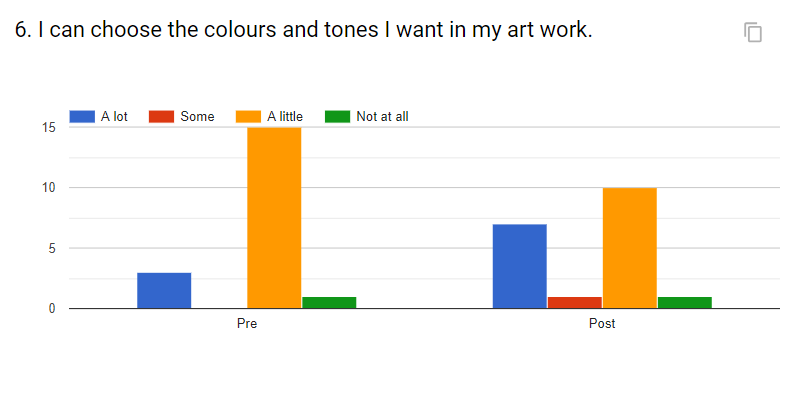 6. I can choose the colours and tones I want in my art work.
A lot Some A little Not at all
15
10
5
0
Pre Post